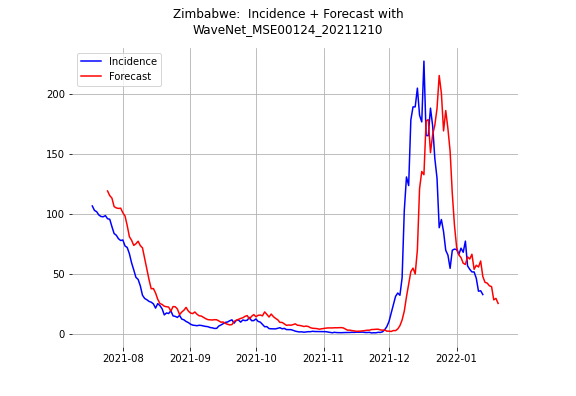 Zimbabwe:  Incidence + Forecast with
WaveNet_MSE00124_20211210
Incidence
Forecast
200
150
100
50
0
2021-08 2021-09 2021-10 2021-11 2021-12 2022-01